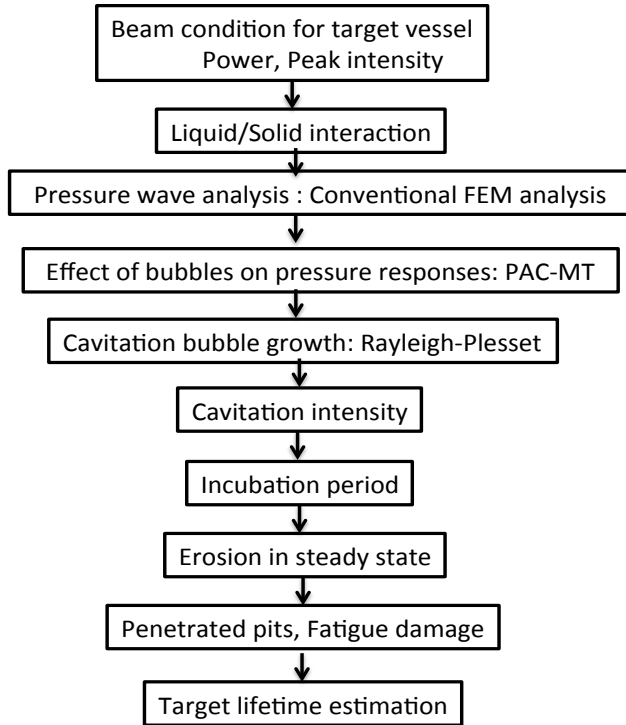 Beam condition for target vessel
Power, Peak intensity
Liquid/Solid interaction
Pressure wave analysis : Conventional FEM analysis
Effect of bubbles on pressure responses: PAC-MT
Cavitation bubble growth: Rayleigh-Plesset
Cavitation intensity
Incubation period
Erosion in steady state
Penetrated pits, Fatigue damage
Target lifetime estimation